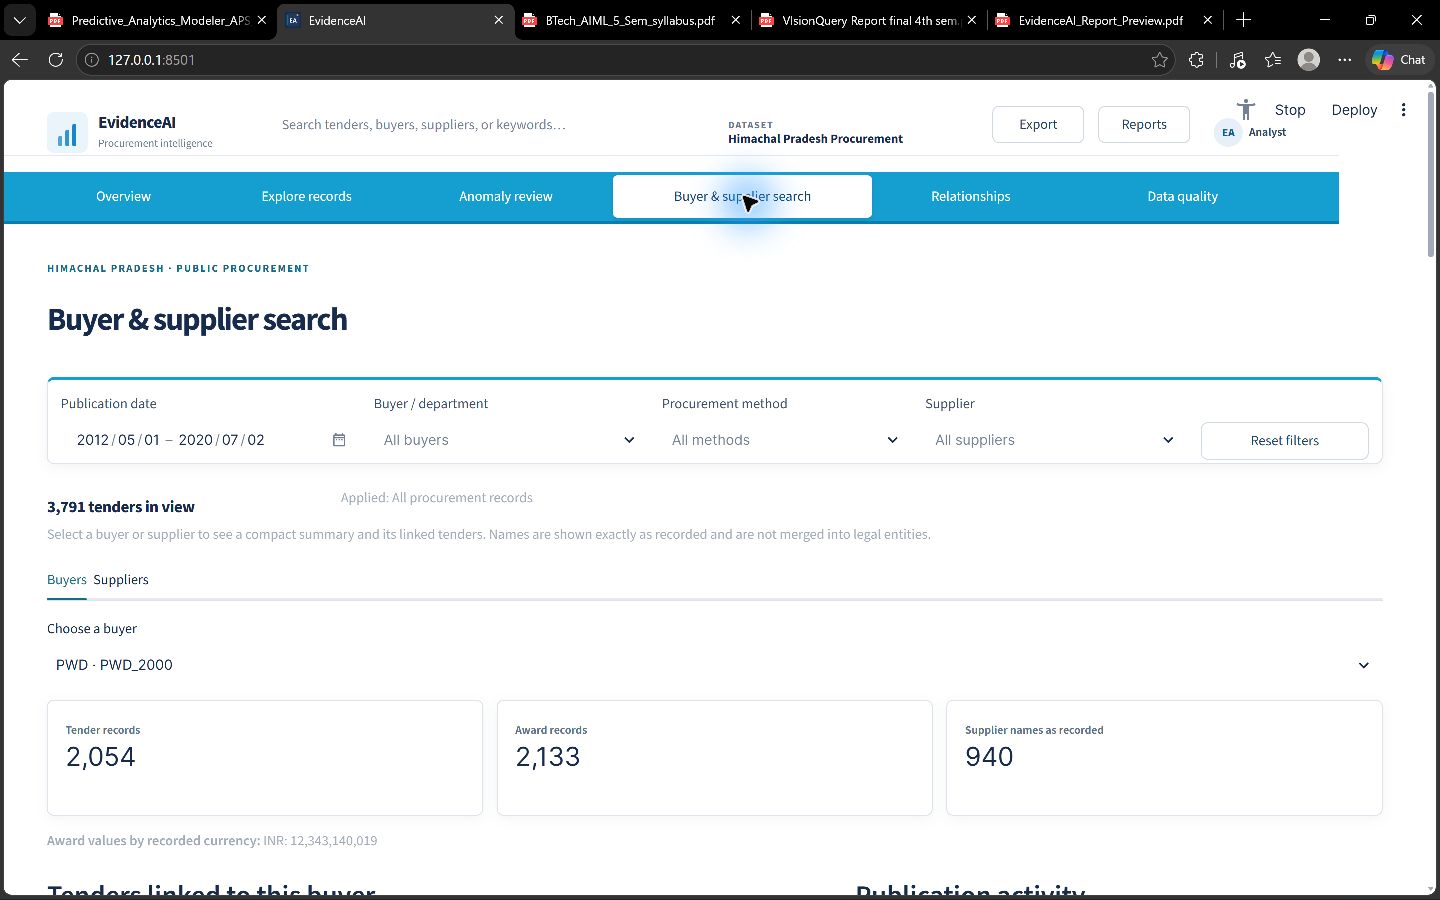 Predictive_Analytics_Modeler_APS
EvidenceAI
BTech_AIML_5_Sem_syllabus.pdf
VIsionQuery Report final 4th sem.
EvidenceAI_Report_Preview.pdf
127.0.0.1:8501
Chat
EvidenceAI
Procurement intelligence
Search tenders, buyers, suppliers, or keywords...
DATASET
Himachal Pradesh Procurement
Export
Reports
Stop
Deploy
EA
Analyst
Overview
Explore records
Anomaly review
Buyer & supplier search
Relationships
Data quality
HIMACHAL PRADESH · PUBLIC PROCUREMENT
Buyer & supplier search
Publication date
Buyer / department
Procurement method
Supplier
2012/05/01 – 2020/07/02
All buyers
All methods
All suppliers
Reset filters
3,791 tenders in view
Applied: All procurement records
Select a buyer or supplier to see a compact summary and its linked tenders. Names are shown exactly as recorded and are not merged into legal entities.
Buyers
Suppliers
Choose a buyer
PWD · PWD_2000
Tender records
2,054
Award records
2,133
Supplier names as recorded
940
Award values by recorded currency: INR: 12,343,140,019
Tenders linked to this buyer
Publication activity